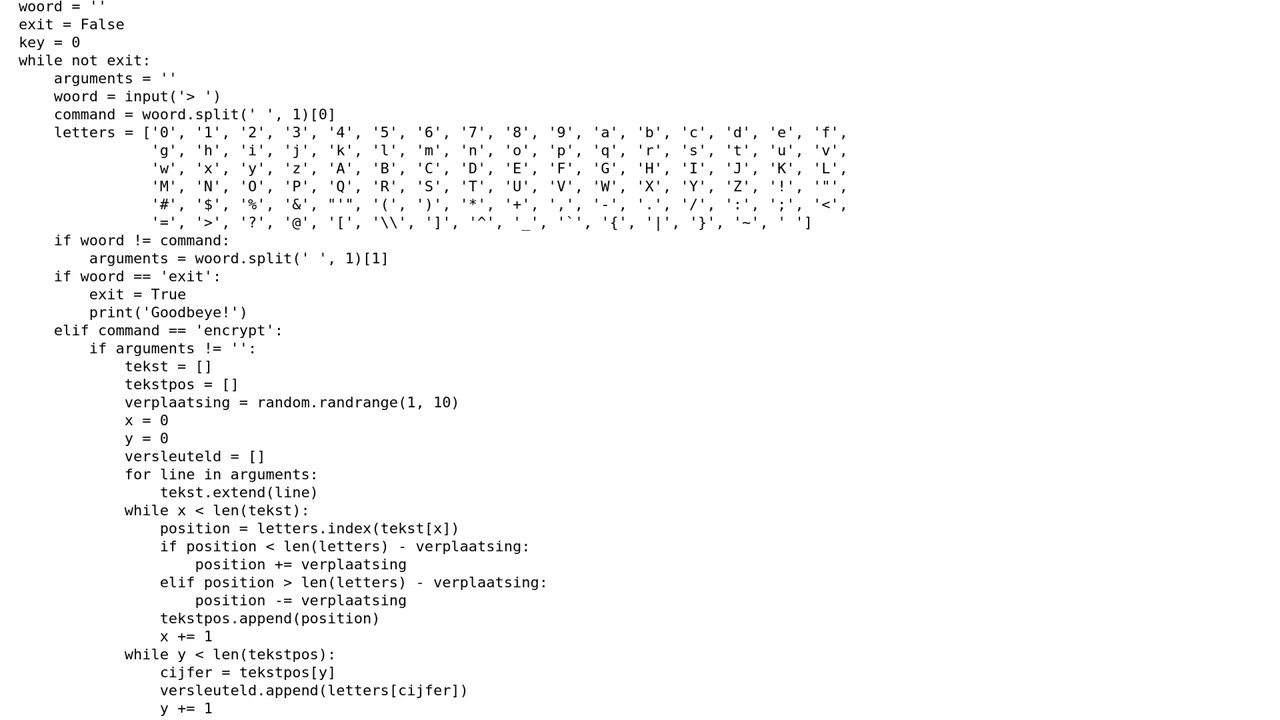 woord = ''
exit = False
key = 0
while not exit:
    arguments = ''
    woord = input('> ')
    command = woord.split(' ', 1)[0]
    letters = ['0', '1', '2', '3', '4', '5', '6', '7', '8', '9', 'a', 'b', 'c', 'd', 'e', 'f',
               'g', 'h', 'i', 'j', 'k', 'l', 'm', 'n', 'o', 'p', 'q', 'r', 's', 't', 'u', 'v',
               'w', 'x', 'y', 'z', 'A', 'B', 'C', 'D', 'E', 'F', 'G', 'H', 'I', 'J', 'K', 'L',
               'M', 'N', 'O', 'P', 'Q', 'R', 'S', 'T', 'U', 'V', 'W', 'X', 'Y', 'Z', '!', '"',
               '#', '$', '%', '&', "'", '(', ')', '*', '+', ',', '-', '.', '/', ':', ';', '<',
               '=', '>', '?', '@', '[', '\\', ']', '^', '_', '`', '{', '|', '}', '~', ' ']
    if woord != command:
        arguments = woord.split(' ', 1)[1]
    if woord == 'exit':
        exit = True
        print('Goodbeye!')
    elif command == 'encrypt':
        if arguments != '':
            tekst = []
            tekstpos = []
            verplaatsing = random.randrange(1, 10)
            x = 0
            y = 0
            versleuteld = []
            for line in arguments:
                tekst.extend(line)
            while x < len(tekst):
                position = letters.index(tekst[x])
                if position < len(letters) - verplaatsing:
                    position += verplaatsing
                elif position > len(letters) - verplaatsing:
                    position -= verplaatsing
                tekstpos.append(position)
                x += 1
            while y < len(tekstpos):
                cijfer = tekstpos[y]
                versleuteld.append(letters[cijfer])
                y += 1